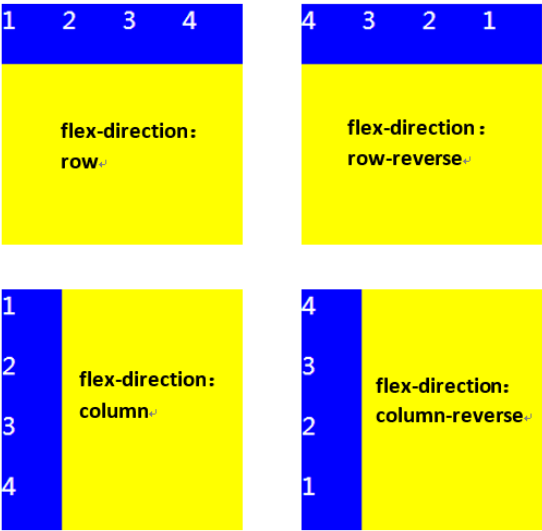 1 2 3 4
flex-direction：
row↵
4 3 2 1
flex-direction：
row-reverse↵
1
2
3
4
flex-direction：
column↵
4
3
2
1
flex-direction：
column-reverse↵